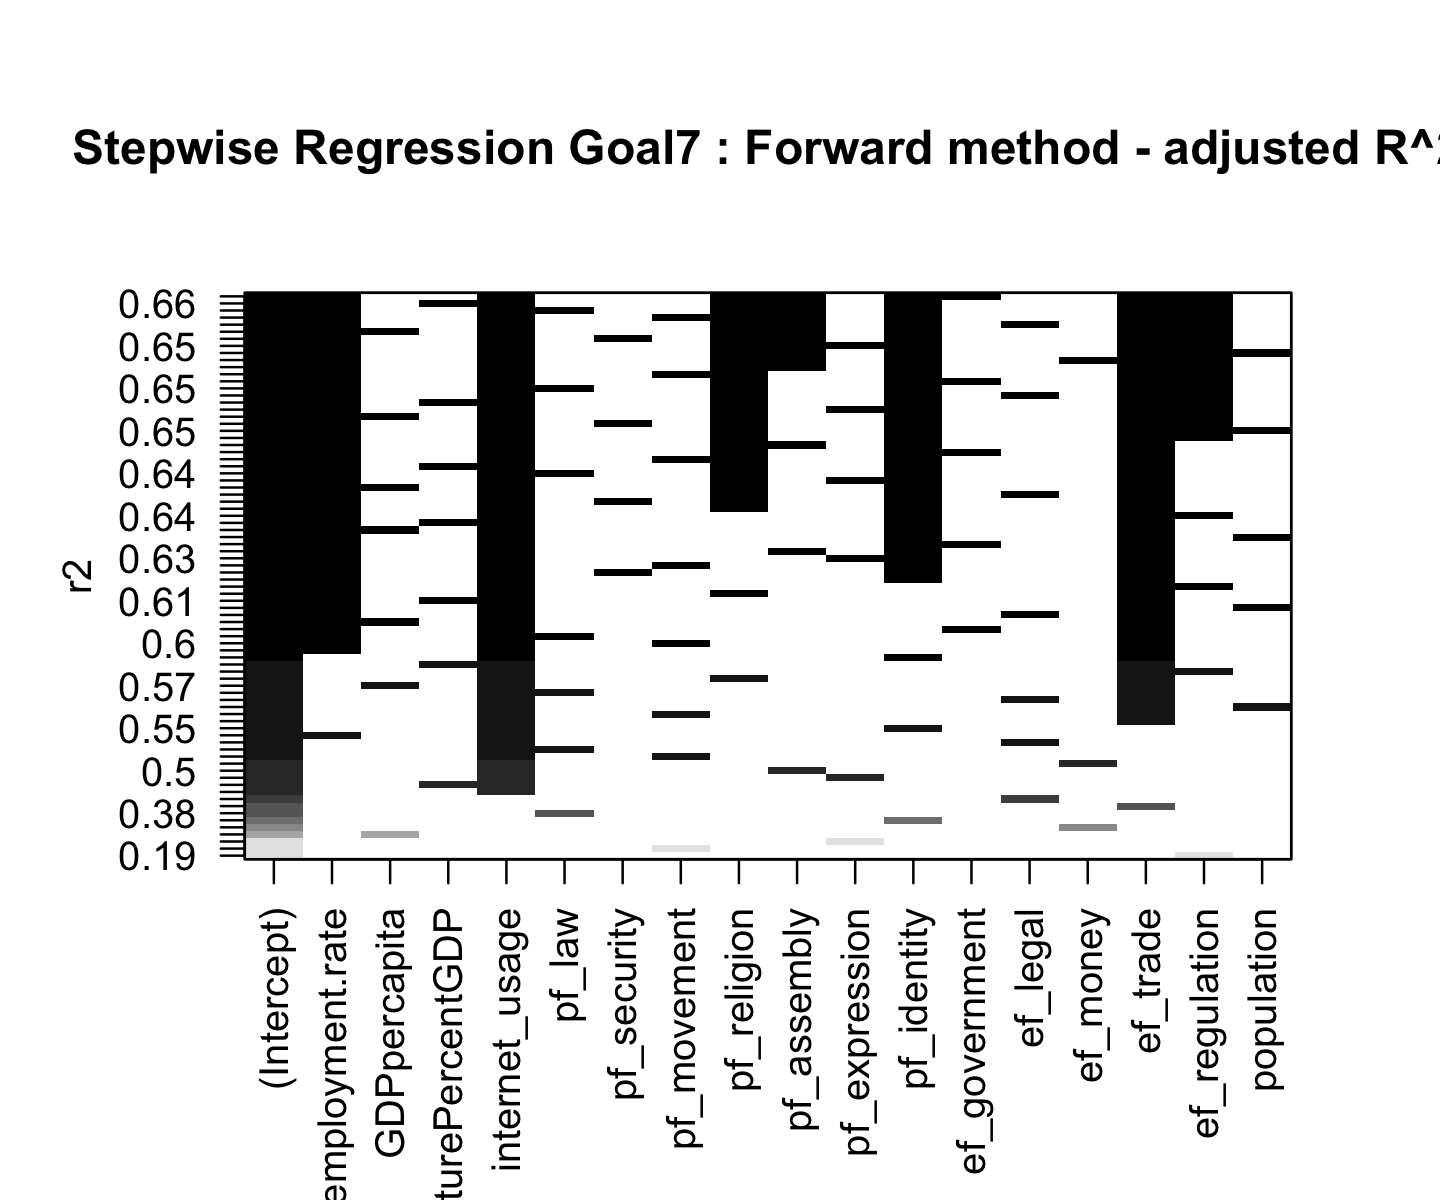 Stepwise Regression Goal7 : Forward method - adjusted R^
0.66
0.65
0.65
0.65
0.64
0.64
0.63
0.61
0.6
0.57
0.55
0.5
0.38
0.19
r2
(Intercept)
employment.rate
GDPpercapita
turePercentGDP
internet_usage
pf_law
pf_security
pf_movement
pf_religion
pf_assembly
pf_expression
pf_identity
ef_government
ef_legal
ef_money
ef_trade
ef_regulation
population